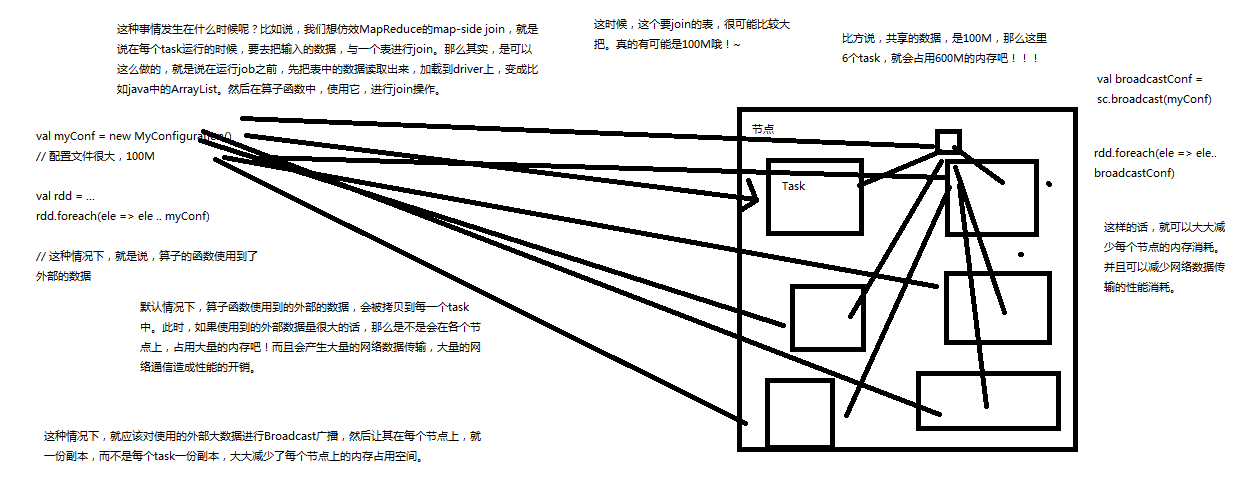 这种事情发生在什么时候呢？比如说，我们想仿效MapReduce的map-side join，就是
说在每个task运行的时候，要去把输入的数据，与一个表进行join。那么其实，是可以
这么做的，就是说在运行job之前，先把表中的数据读取出来，加载到driver上，变成比
如java中的ArrayList。然后在算子函数中，使用它，进行join操作。
这时候，这个要join的表，很可能比较大
把。真的有可能是100M哦！~
比方说，共享的数据，是100M，那么这里
6个task，就会占用600M的内存吧！！！
val broadcastConf =
sc.broadcast(myConf)
rdd.foreach(ele => ele..
broadcastConf)
这样的话，就可以大大减
少每个节点的内存消耗。
并且可以减少网络数据传
输的性能消耗。
val myConf = new MyConfiguration()
// 配置文件很大，100M
val rdd = ...
rdd.foreach(ele => ele .. myConf)
// 这种情况下，就是说，算子的函数使用到了
外部的数据
默认情况下，算子函数使用到的外部的数据，会被拷贝到每一个task
中。此时，如果使用到的外部数据量很大的话，那么是不是会在各个节
点上，占用大量的内存吧！而且会产生大量的网络数据传输，大量的网
络通信造成性能的开销。
这种情况下，就应该对使用的外部大数据进行Broadcast广播，然后让其在每个节点上，就
一份副本，而不是每个task一份副本，大大减少了每个节点上的内存占用空间。
节点
Task